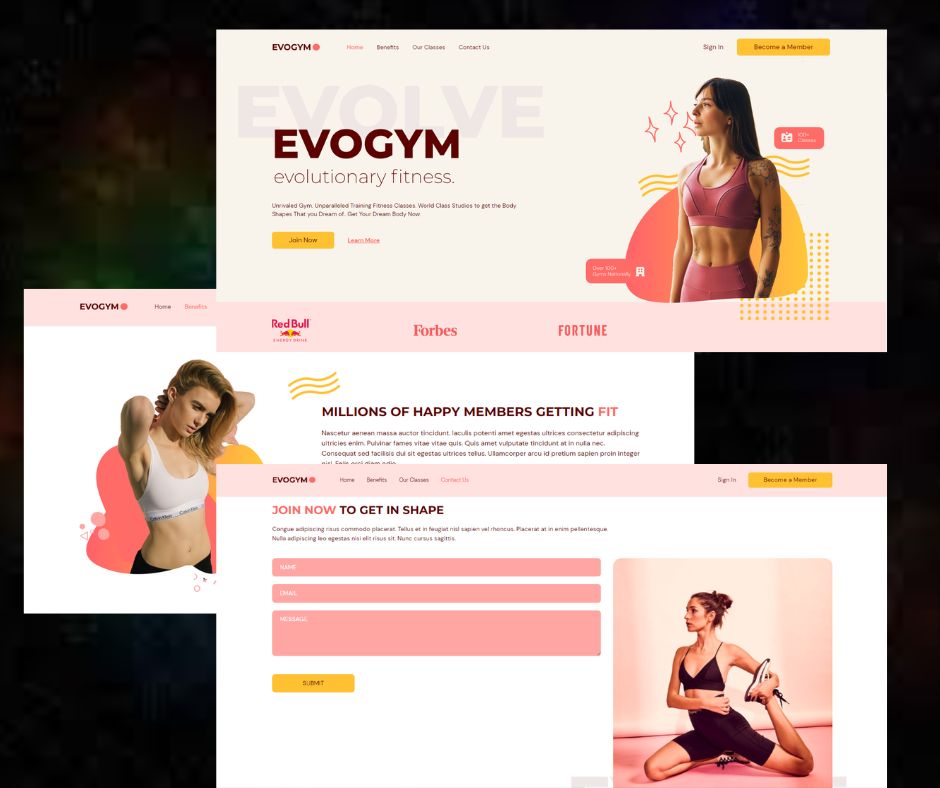 EVOGYM
Home Benefits Our Classes Contact Us
Sign In
Become a Member
EVOLVE
EVOGYM
evolutionary fitness.
Unrivaled Gym. Unparalleled Training Fitness Classes. World Class Studios to get the Body
Shapes That you Dream of.. Get Your Dream Body Now.
Join Now
Learn More
100+
Classes
Over 100+
Gyms Nationally
Red Bull
ENERGY DRINK
Forbes
FORTUNE
EVOGYM
Home Benefits
MILLIONS OF HAPPY MEMBERS GETTING FIT
Nascetur aenean massa auctor tincidunt. Iaculis potenti amet egestas ultrices consectetur adipiscing
ultricies enim. Pulvinar fames vitae vitae quis. Quis amet vulputate tincidunt at in nulla nec.
Consequat sed facilisis dui sit egestas ultrices tellus. Ullamcorper arcu id pretium sapien proin integer
nisl. Felis orci diam odio.
Calvin Klein
EVOGYM
Home Benefits Our Classes Contact Us
Sign In
Become a Member
JOIN NOW TO GET IN SHAPE
Congue adipiscing risus commodo placerat. Tellus et in feugiat nisl sapien vel rhoncus. Placerat at in enim pellentesque.
Nulla adipiscing leo egestas nisi elit risus sit. Nunc cursus sagittis.
NAME
EMAIL
MESSAGE
SUBMIT